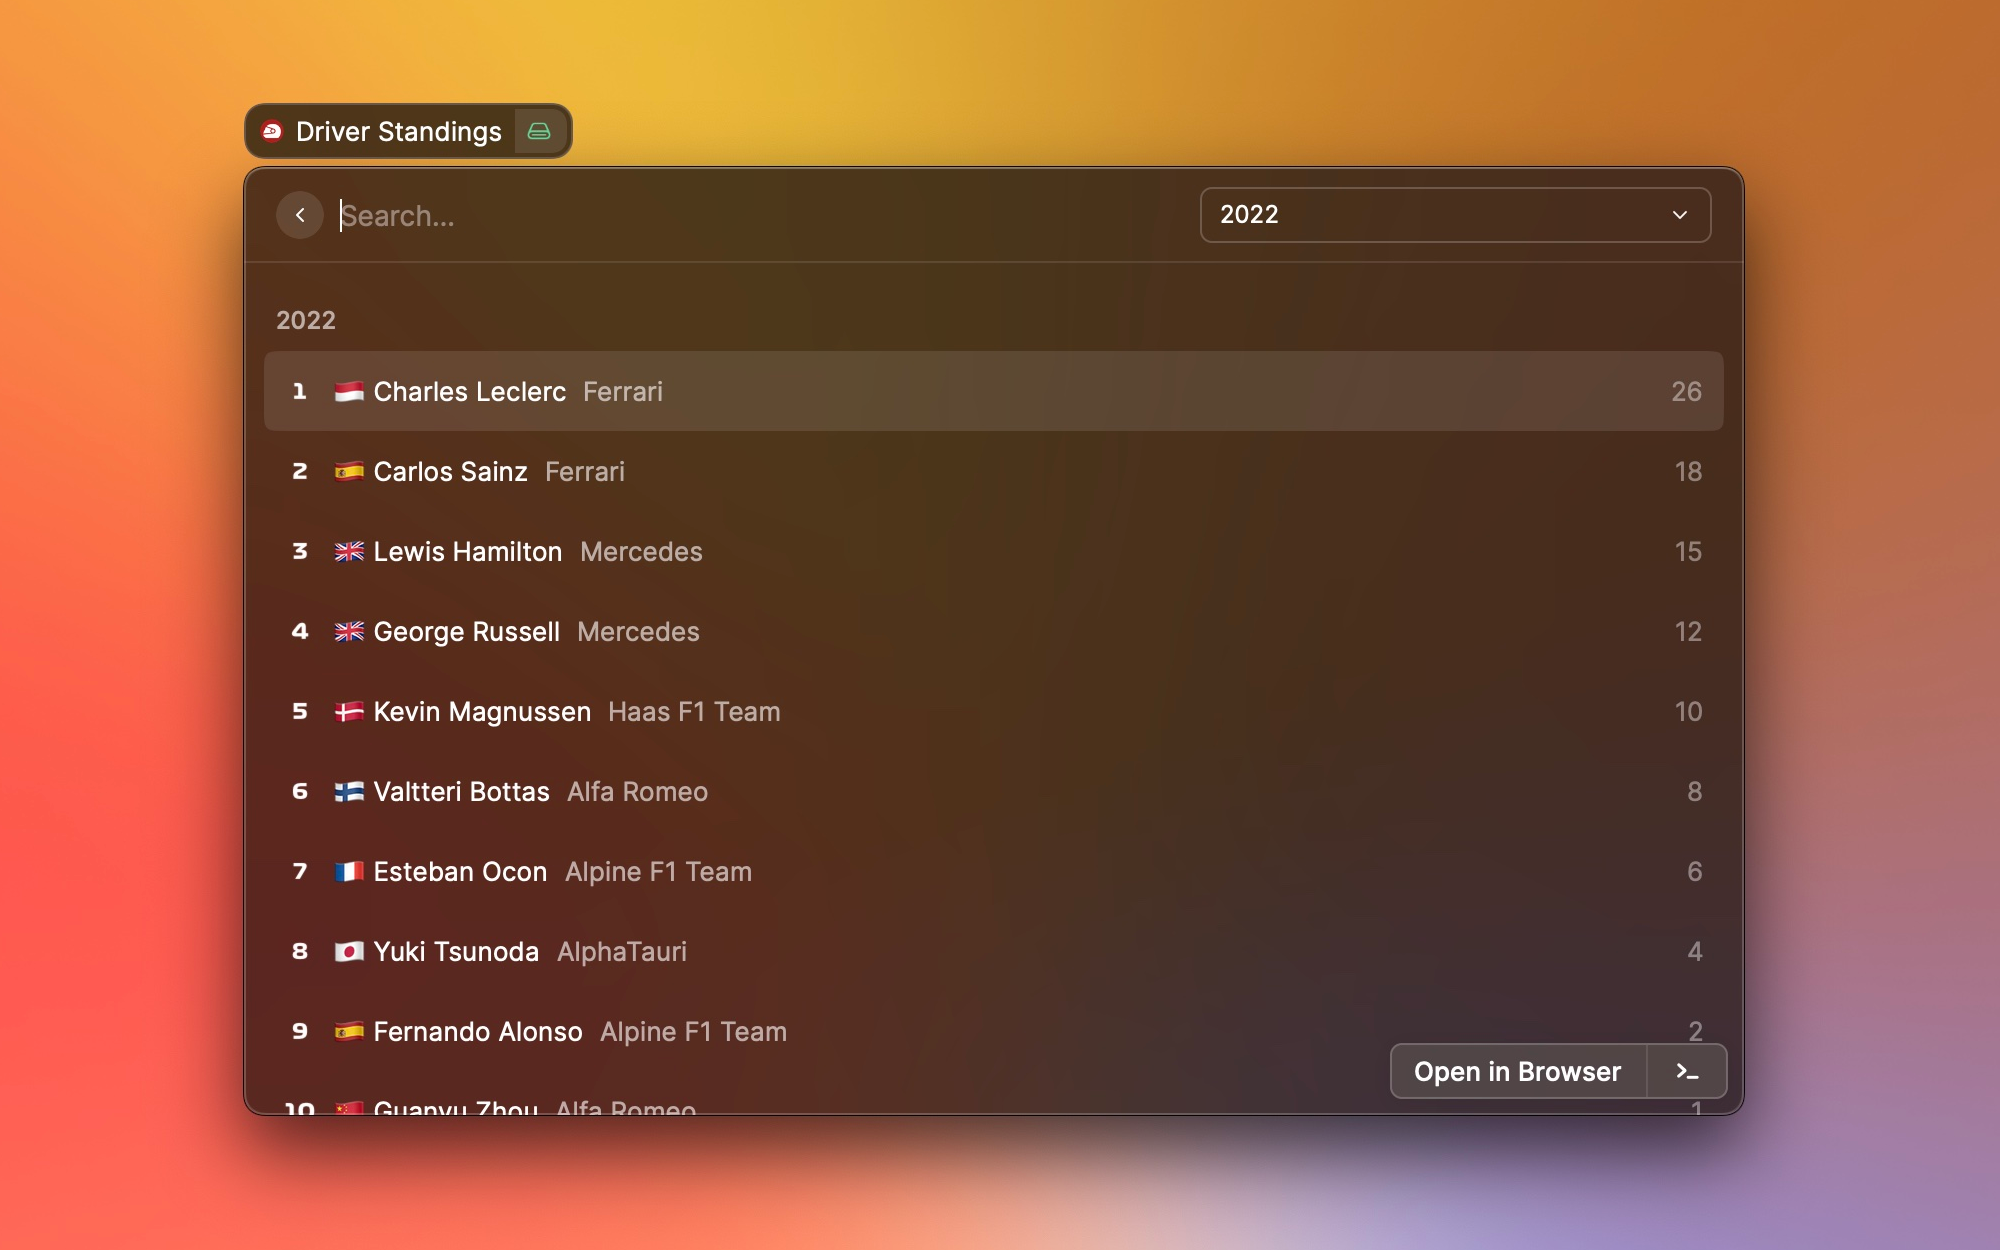 Driver Standings
Search...
2022
2022
1 Charles Leclerc Ferrari 26
2 Carlos Sainz Ferrari 18
3 Lewis Hamilton Mercedes 15
4 George Russell Mercedes 12
5 Kevin Magnussen Haas F1 Team 10
6 Valtteri Bottas Alfa Romeo 8
7 Esteban Ocon Alpine F1 Team 6
8 Yuki Tsunoda AlphaTauri 4
9 Fernando Alonso Alpine F1 Team 2
Open in Browser
10 Guanyu Zhou Alfa Romeo 1